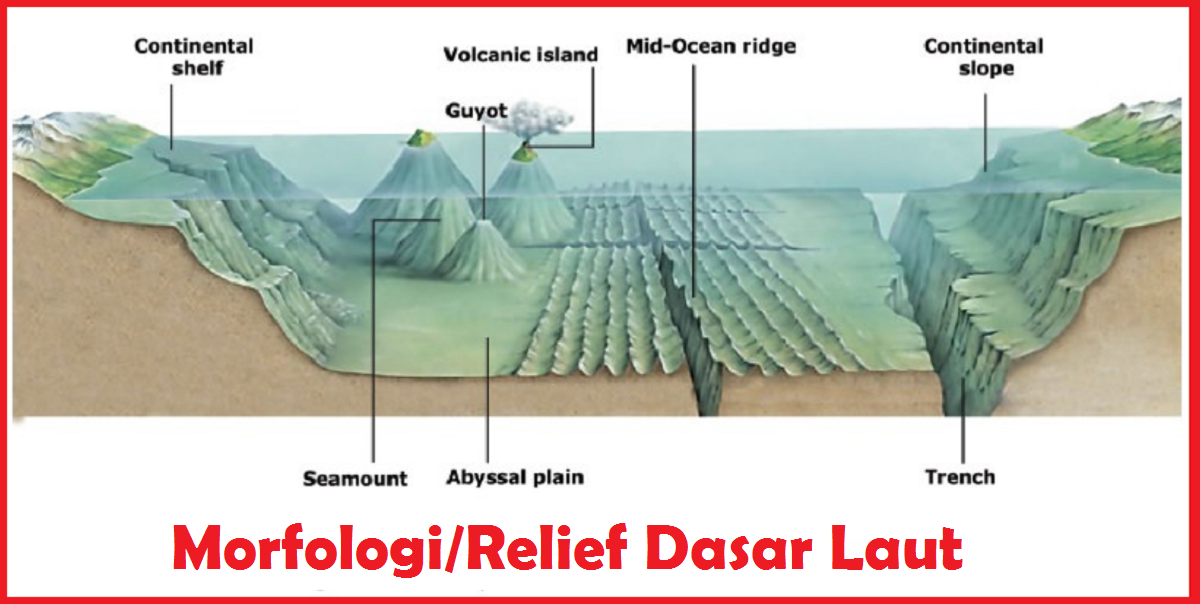 Continental
shelf
Volcanic island
Mid-Ocean ridge
Continental
slope
Guyot
Seamount
Abyssal plain
Trench
Morfologi/Relief Dasar Laut